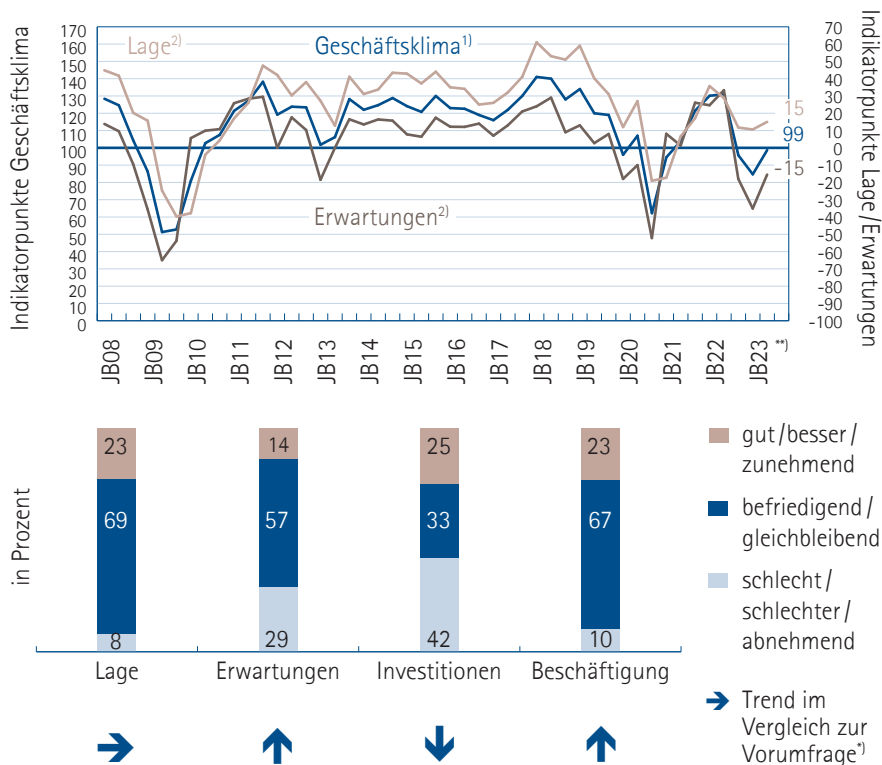 Indikatorpunkte Geschäftsklima
170
160
150
140
130
120
110
100
90
80
70
60
50
40
30
20
10
0
Lage2)
Geschäftsklima1)
Erwartungen2)
15
99
-15
70
60
50
40
30
20
10
0
-10
-20
-30
-40
-50
-60
-70
-80
-90
-100
Indikatorpunkte Lage/Erwartungen
JB08
JB09
JB10
JB11
JB12
JB13
JB14
JB15
JB16
JB17
JB18
JB19
JB20
JB21
JB22
JB23
**)
in Prozent
23
69
8
14
57
29
25
33
42
23
67
10
Lage
Erwartungen
Investitionen
Beschäftigung
gut/besser/
zunehmend
befriedigend/
gleichbleibend
schlecht/
schlechter/
abnehmend
Trend im
Vergleich zur
Vorumfrage*)